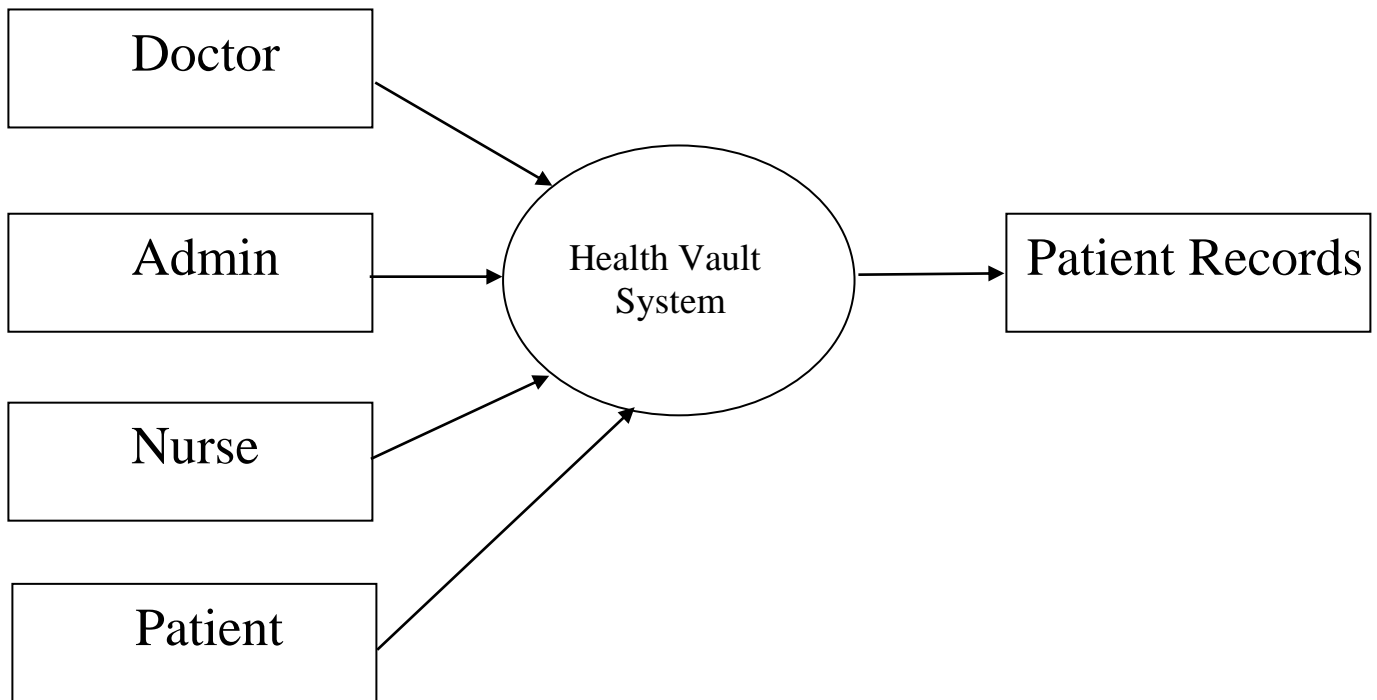 Doctor
Admin
Nurse
Patient
Health Vault
System
Patient Records